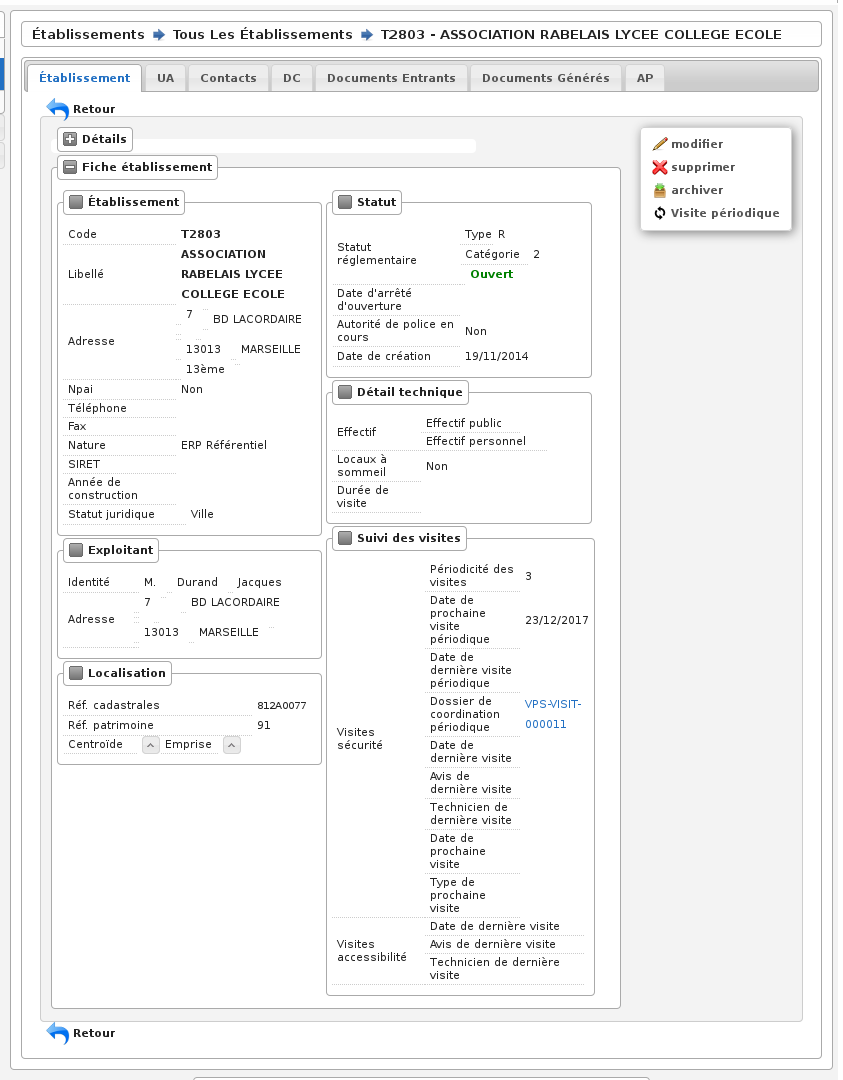 Établissements Tous Les Établissements T2803 - ASSOCIATION RABELAIS LYCEE COLLEGE ECOLE
Établissement UA Contacts DC Documents Entrants Documents Générés AP
Retour
Détails
Fiche établissement
modifier
supprimer
archiver
Visite périodique
Établissement
Code T2803
Libellé
ASSOCIATION
RABELAIS LYCEE
COLLEGE ECOLE
Adresse
7 BD LACORDAIRE
13013 MARSEILLE
13ème
Npai Non
Téléphone
Fax
Nature ERP Référentiel
SIRET
Année de
construction
Statut juridique Ville
Exploitant
Identité M. Durand Jacques
Adresse
7 BD LACORDAIRE
13013 MARSEILLE
Localisation
Réf. cadastrales 812A0077
Réf. patrimoine 91
Centroïde Emprise
Statut
Statut
réglementaire
Type R
Catégorie 2
Ouvert
Date d'arrêté
d'ouverture
Autorité de police en
cours
Non
Date de création 19/11/2014
Détail technique
Effectif
Effectif public
Effectif personnel
Locaux à
sommeil
Non
Durée de
visite
Suivi des visites
Visites
sécurité
Périodicité des
visites
3
Date de
prochaine
visite
périodique
23/12/2017
Date de
dernière visite
périodique
Dossier de
coordination
périodique
VPS-VISIT-
000011
Date de
dernière visite
Avis de
dernière visite
Technicien de
dernière visite
Date de
prochaine
visite
Type de
prochaine
visite
Visites
accessibilité
Date de dernière visite
Avis de dernière visite
Technicien de dernière
visite
Retour